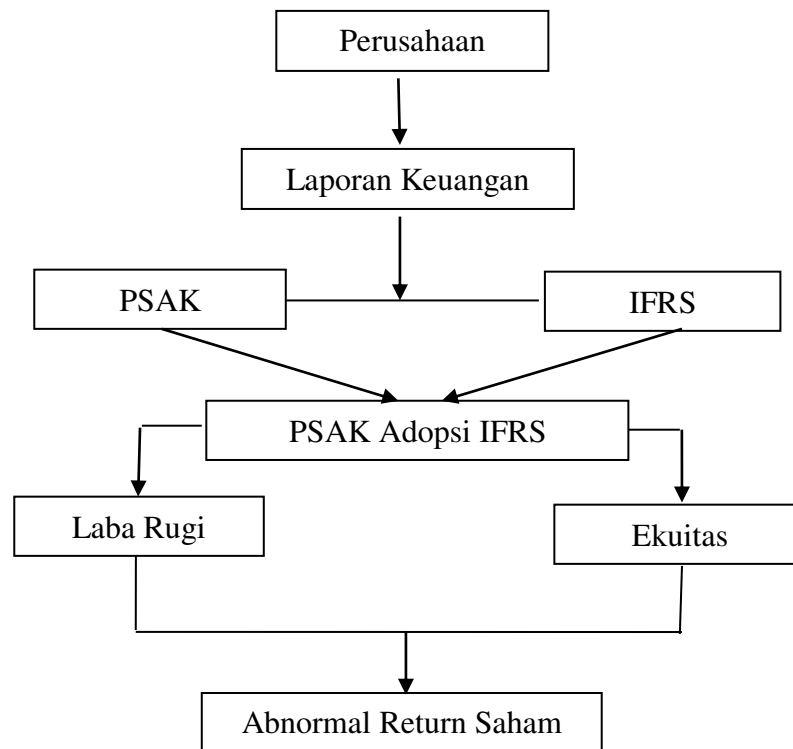 Perusahaan
Laporan Keuangan
PSAK
IFRS
PSAK Adopsi IFRS
Laba Rugi
Ekuitas
Abnormal Return Saham